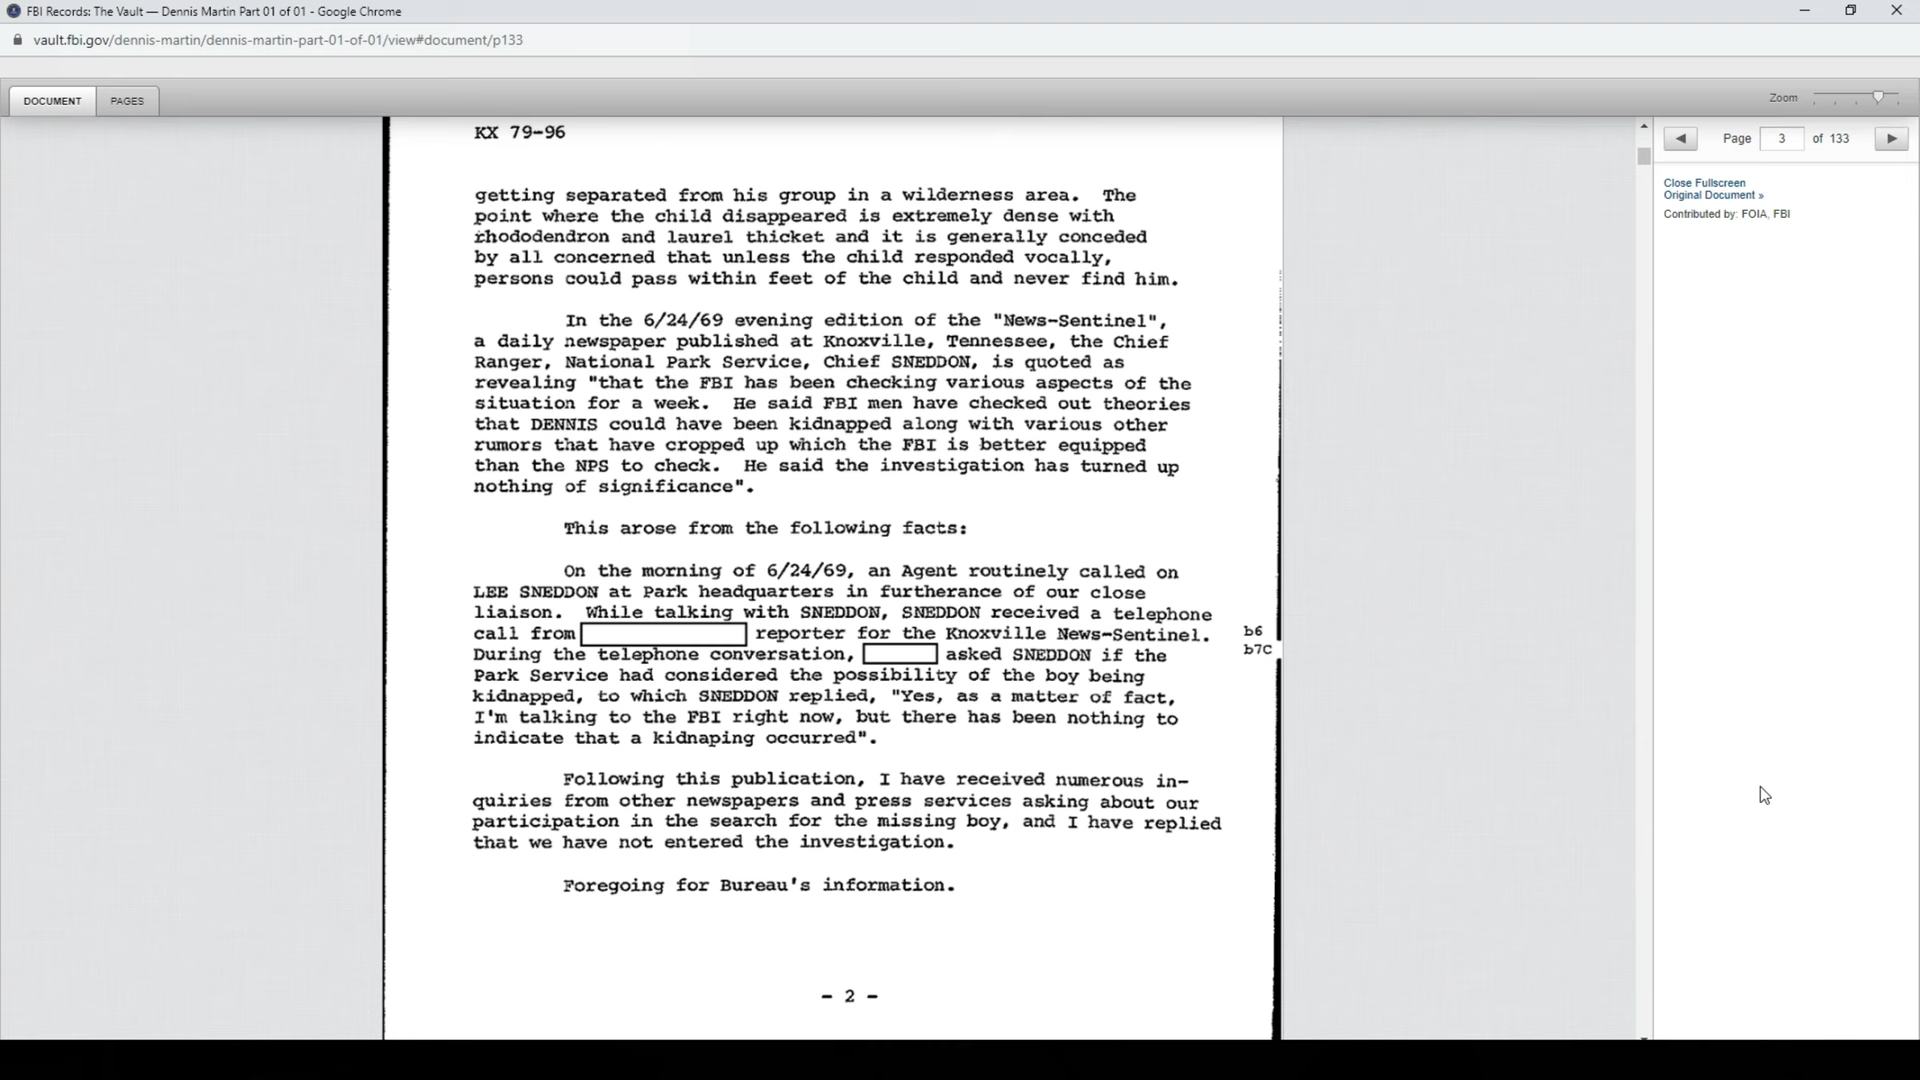 FBI Records: The Vault — Dennis Martin Part 01 of 01 - Google Chrome
vault.fbi.gov/dennis-martin/dennis-martin-part-01-of-01/view#document/p133
DOCUMENT PAGES
Zoom
Page 3 of 133
Close Fullscreen
Original Document »
Contributed by: FOIA, FBI
KX 79-96
getting separated from his group in a wilderness area. The
point where the child disappeared is extremely dense with
rhododendron and laurel thicket and it is generally conceded
by all concerned that unless the child responded vocally,
persons could pass within feet of the child and never find him.
In the 6/24/69 evening edition of the "News-Sentinel",
a daily newspaper published at Knoxville, Tennessee, the Chief
Ranger, National Park Service, Chief SNEDDON, is quoted as
revealing "that the FBI has been checking various aspects of the
situation for a week. He said FBI men have checked out theories
that DENNIS could have been kidnapped along with various other
rumors that have cropped up which the FBI is better equipped
than the NPS to check. He said the investigation has turned up
nothing of significance".
This arose from the following facts:
On the morning of 6/24/69, an Agent routinely called on
LEE SNEDDON at Park headquarters in furtherance of our close
liaison. While talking with SNEDDON, SNEDDON received a telephone
call from reporter for the Knoxville News-Sentinel.
During the telephone conversation, asked SNEDDON if the
Park Service had considered the possibility of the boy being
kidnapped, to which SNEDDON replied, "Yes, as a matter of fact,
I'm talking to the FBI right now, but there has been nothing to
indicate that a kidnaping occurred".
b6
b7C
Following this publication, I have received numerous in-
quiries from other newspapers and press services asking about our
participation in the search for the missing boy, and I have replied
that we have not entered the investigation.
Foregoing for Bureau's information.
- 2 -